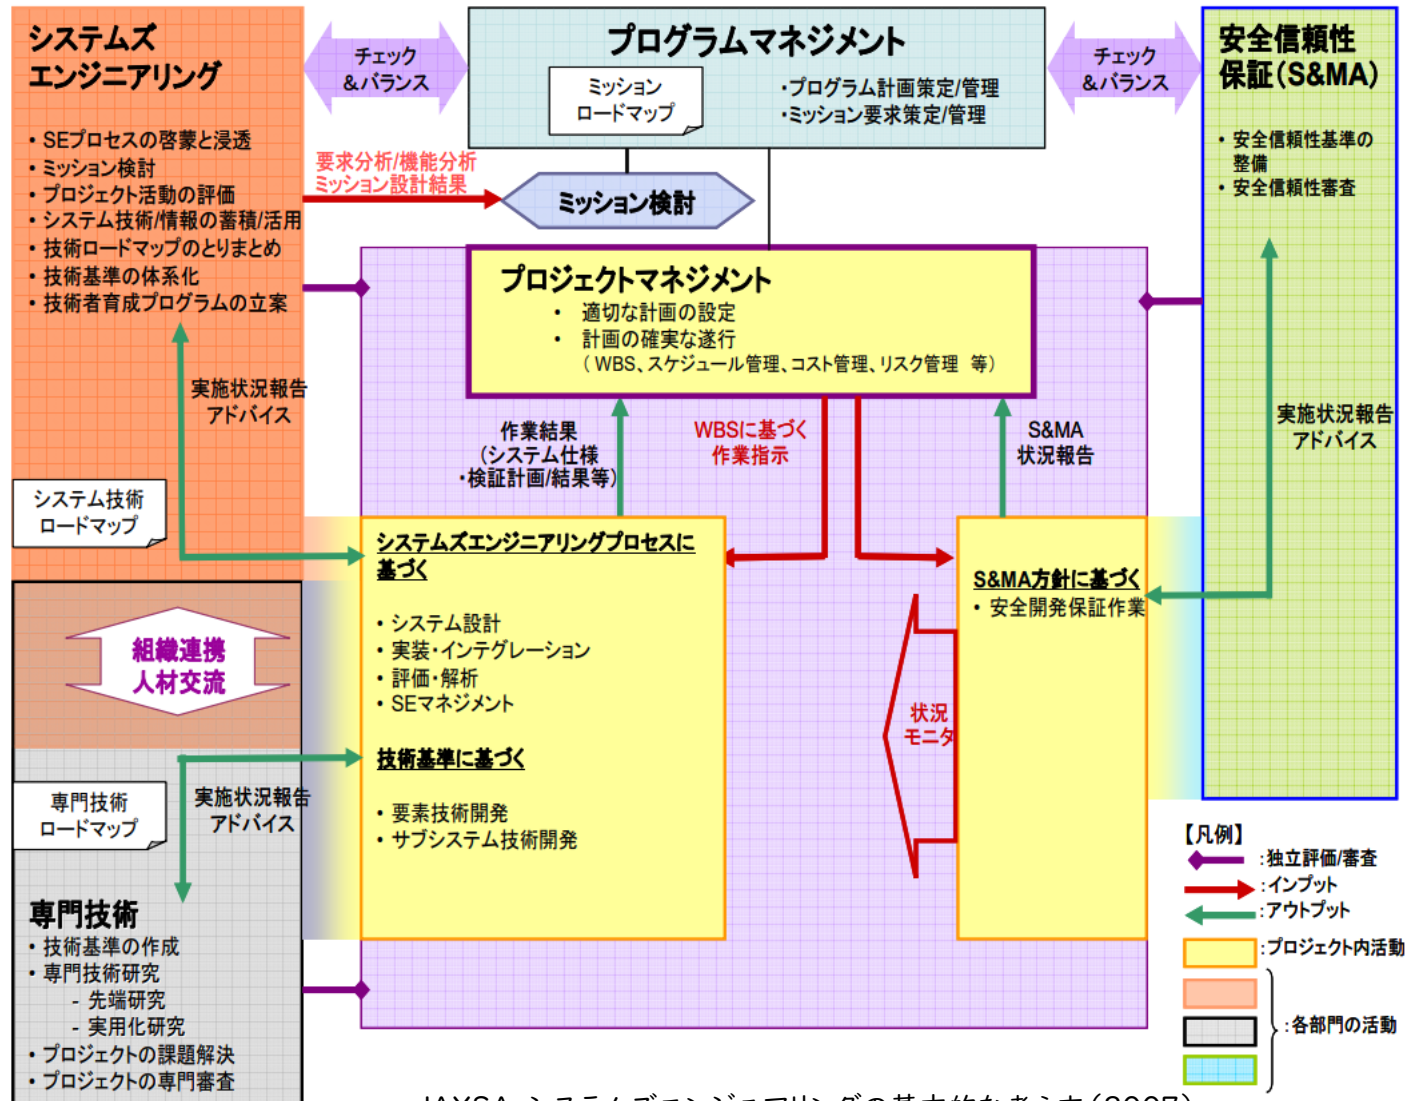 システムズ
エンジニアリング
・SEプロセスの啓蒙と浸透
・ミッション検討
・プロジェクト活動の評価
・システム技術/情報の蓄積/活用
・技術ロードマップのとりまとめ
・技術基準の体系化
・技術者育成プログラムの立案
チェック
&バランス
プログラムマネジメント
ミッション
ロードマップ
・プログラム計画策定/管理
・ミッション要求策定/管理
チェック
&バランス
安全信頼性
保証(S&MA)
・安全信頼性基準の
整備
・安全信頼性審査
要求分析/機能分析
ミッション設計結果
ミッション検討
プロジェクトマネジメント
・適切な計画の設定
・計画の確実な遂行
(WBS、スケジュール管理、コスト管理、リスク管理 等)
実施状況報告
アドバイス
作業結果
(システム仕様
・検証計画/結果等)
WBSに基づく
作業指示
S&MA
状況報告
実施状況報告
アドバイス
システム技術
ロードマップ
システムズエンジニアリングプロセスに
基づく
・システム設計
・実装・インテグレーション
・評価・解析
・SEマネジメント
技術基準に基づく
・要素技術開発
・サブシステム技術開発
S&MA方針に基づく
・安全開発保証作業
状況
モニタ
組織連携
人材交流
専門技術
ロードマップ
実施状況報告
アドバイス
専門技術
・技術基準の作成
・専門技術研究
- 先端研究
- 実用化研究
・プロジェクトの課題解決
・プロジェクトの専門審査
【凡例】
:独立評価/審査
:インプット
:アウトプット
:プロジェクト内活動
:各部門の活動
JAXSA システムズエンジニアリングの基本的な考え方(2007)